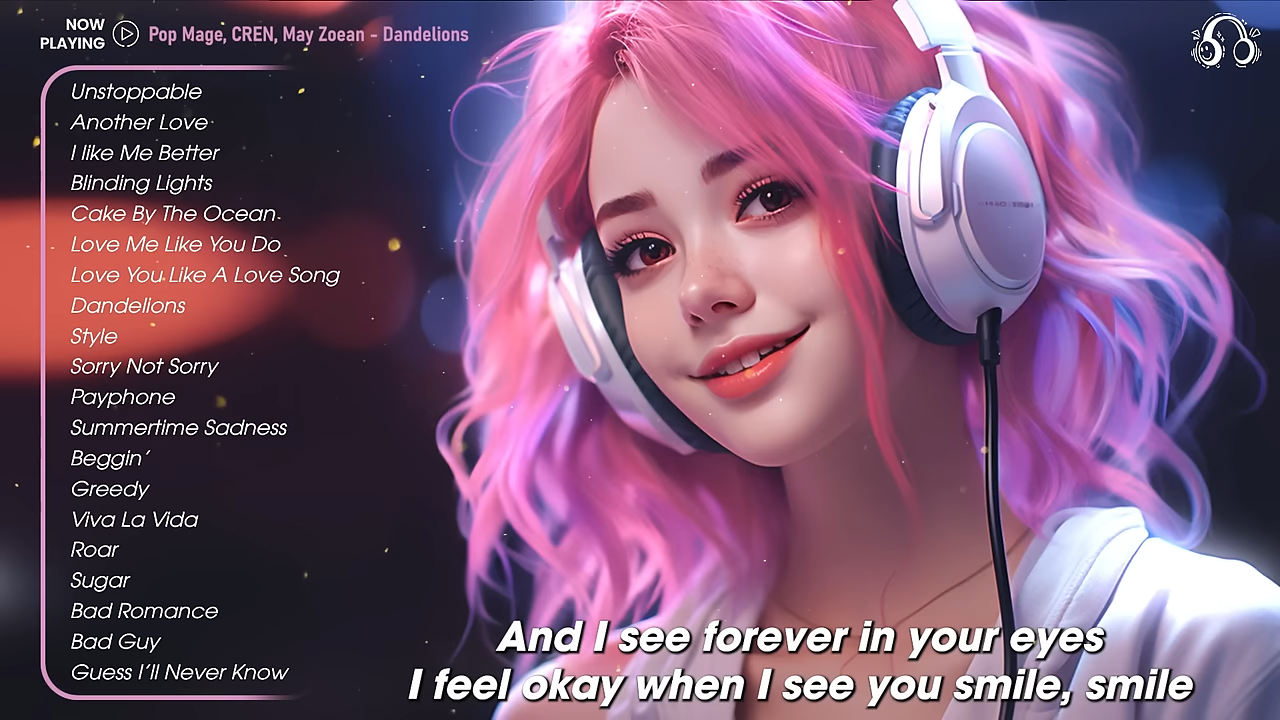 NOW
PLAYING
Pop Mage, CREN, May Zoean - Dandelions
Unstoppable
Another Love
I like Me Better
Blinding Lights
Cake By The Ocean
Love Me Like You Do
Love You Like A Love Song
Dandelions
Style
Sorry Not Sorry
Payphone
Summertime Sadness
Beggin’
Greedy
Viva La Vida
Roar
Sugar
Bad Romance
Bad Guy
Guess I’ll Never Know
And I see forever in your eyes
I feel okay when I see you smile, smile